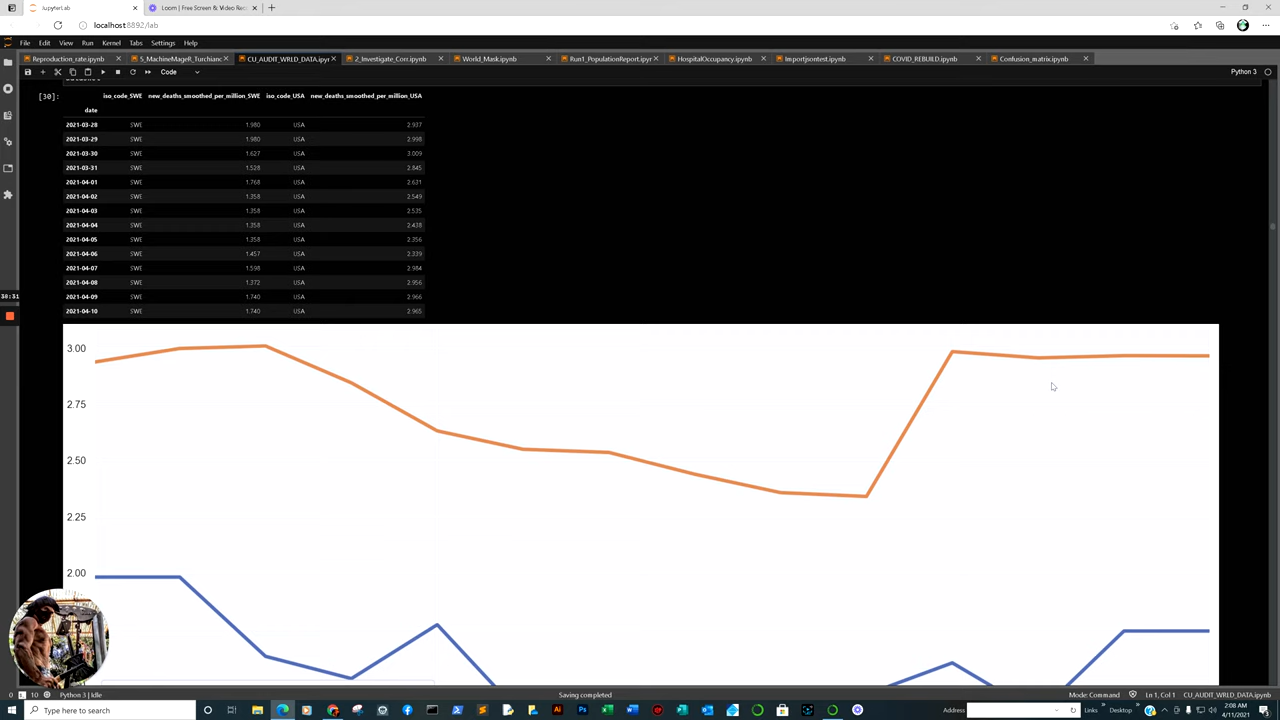 JupyterLab
Loom | Free Screen & Video Rec
localhost:8892/lab
File Edit View Run Kernel Tabs Settings Help
Reproduction_rate.ipynb
5_MachineMageR_Turchianc
CU_AUDIT_WRLD_DATA.ipyr
2_Investigate_Corr.ipynb
World_Mask.ipynb
Run1_PopulationReport.ipyr
HospitalOccupancy.ipynb
Importjsontest.ipynb
COVID_REBUILD.ipynb
Confusion_matrix.ipynb
Code
Python 3
[30]:
iso_code_SWE new_deaths_smoothed_per_million_SWE iso_code_USA new_deaths_smoothed_per_million_USA
date
2021-03-28 SWE 1.980 USA 2.937
2021-03-29 SWE 1.980 USA 2.998
2021-03-30 SWE 1.627 USA 3.009
2021-03-31 SWE 1.528 USA 2.845
2021-04-01 SWE 1.768 USA 2.631
2021-04-02 SWE 1.358 USA 2.549
2021-04-03 SWE 1.358 USA 2.535
2021-04-04 SWE 1.358 USA 2.438
2021-04-05 SWE 1.358 USA 2.356
2021-04-06 SWE 1.457 USA 2.339
2021-04-07 SWE 1.598 USA 2.984
2021-04-08 SWE 1.372 USA 2.956
2021-04-09 SWE 1.740 USA 2.966
2021-04-10 SWE 1.740 USA 2.965
38:31
3.00
2.75
2.50
2.25
2.00
0 10 Python 3 | Idle
Saving completed
Mode: Command
Ln 1, Col 1
CU_AUDIT_WRLD_DATA.ipynb
Type here to search
Address
Links
Desktop
2:08 AM
4/11/2021